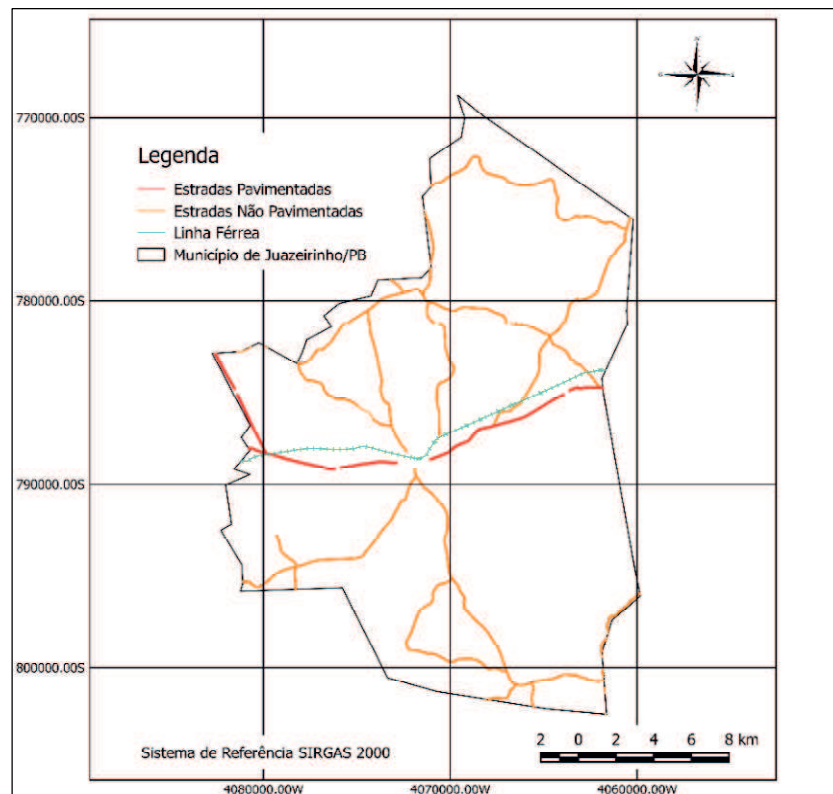 770000.00S
Legenda
Estradas Pavimentadas
Estradas Não Pavimentadas
Linha Férrea
Município de Juazeirinho/PB
780000.00S
790000.00S
800000.00S
Sistema de Referência SIRGAS 2000
2 0 2 4 6 8 km
4080000.00W 4070000.00W 4060000.00W